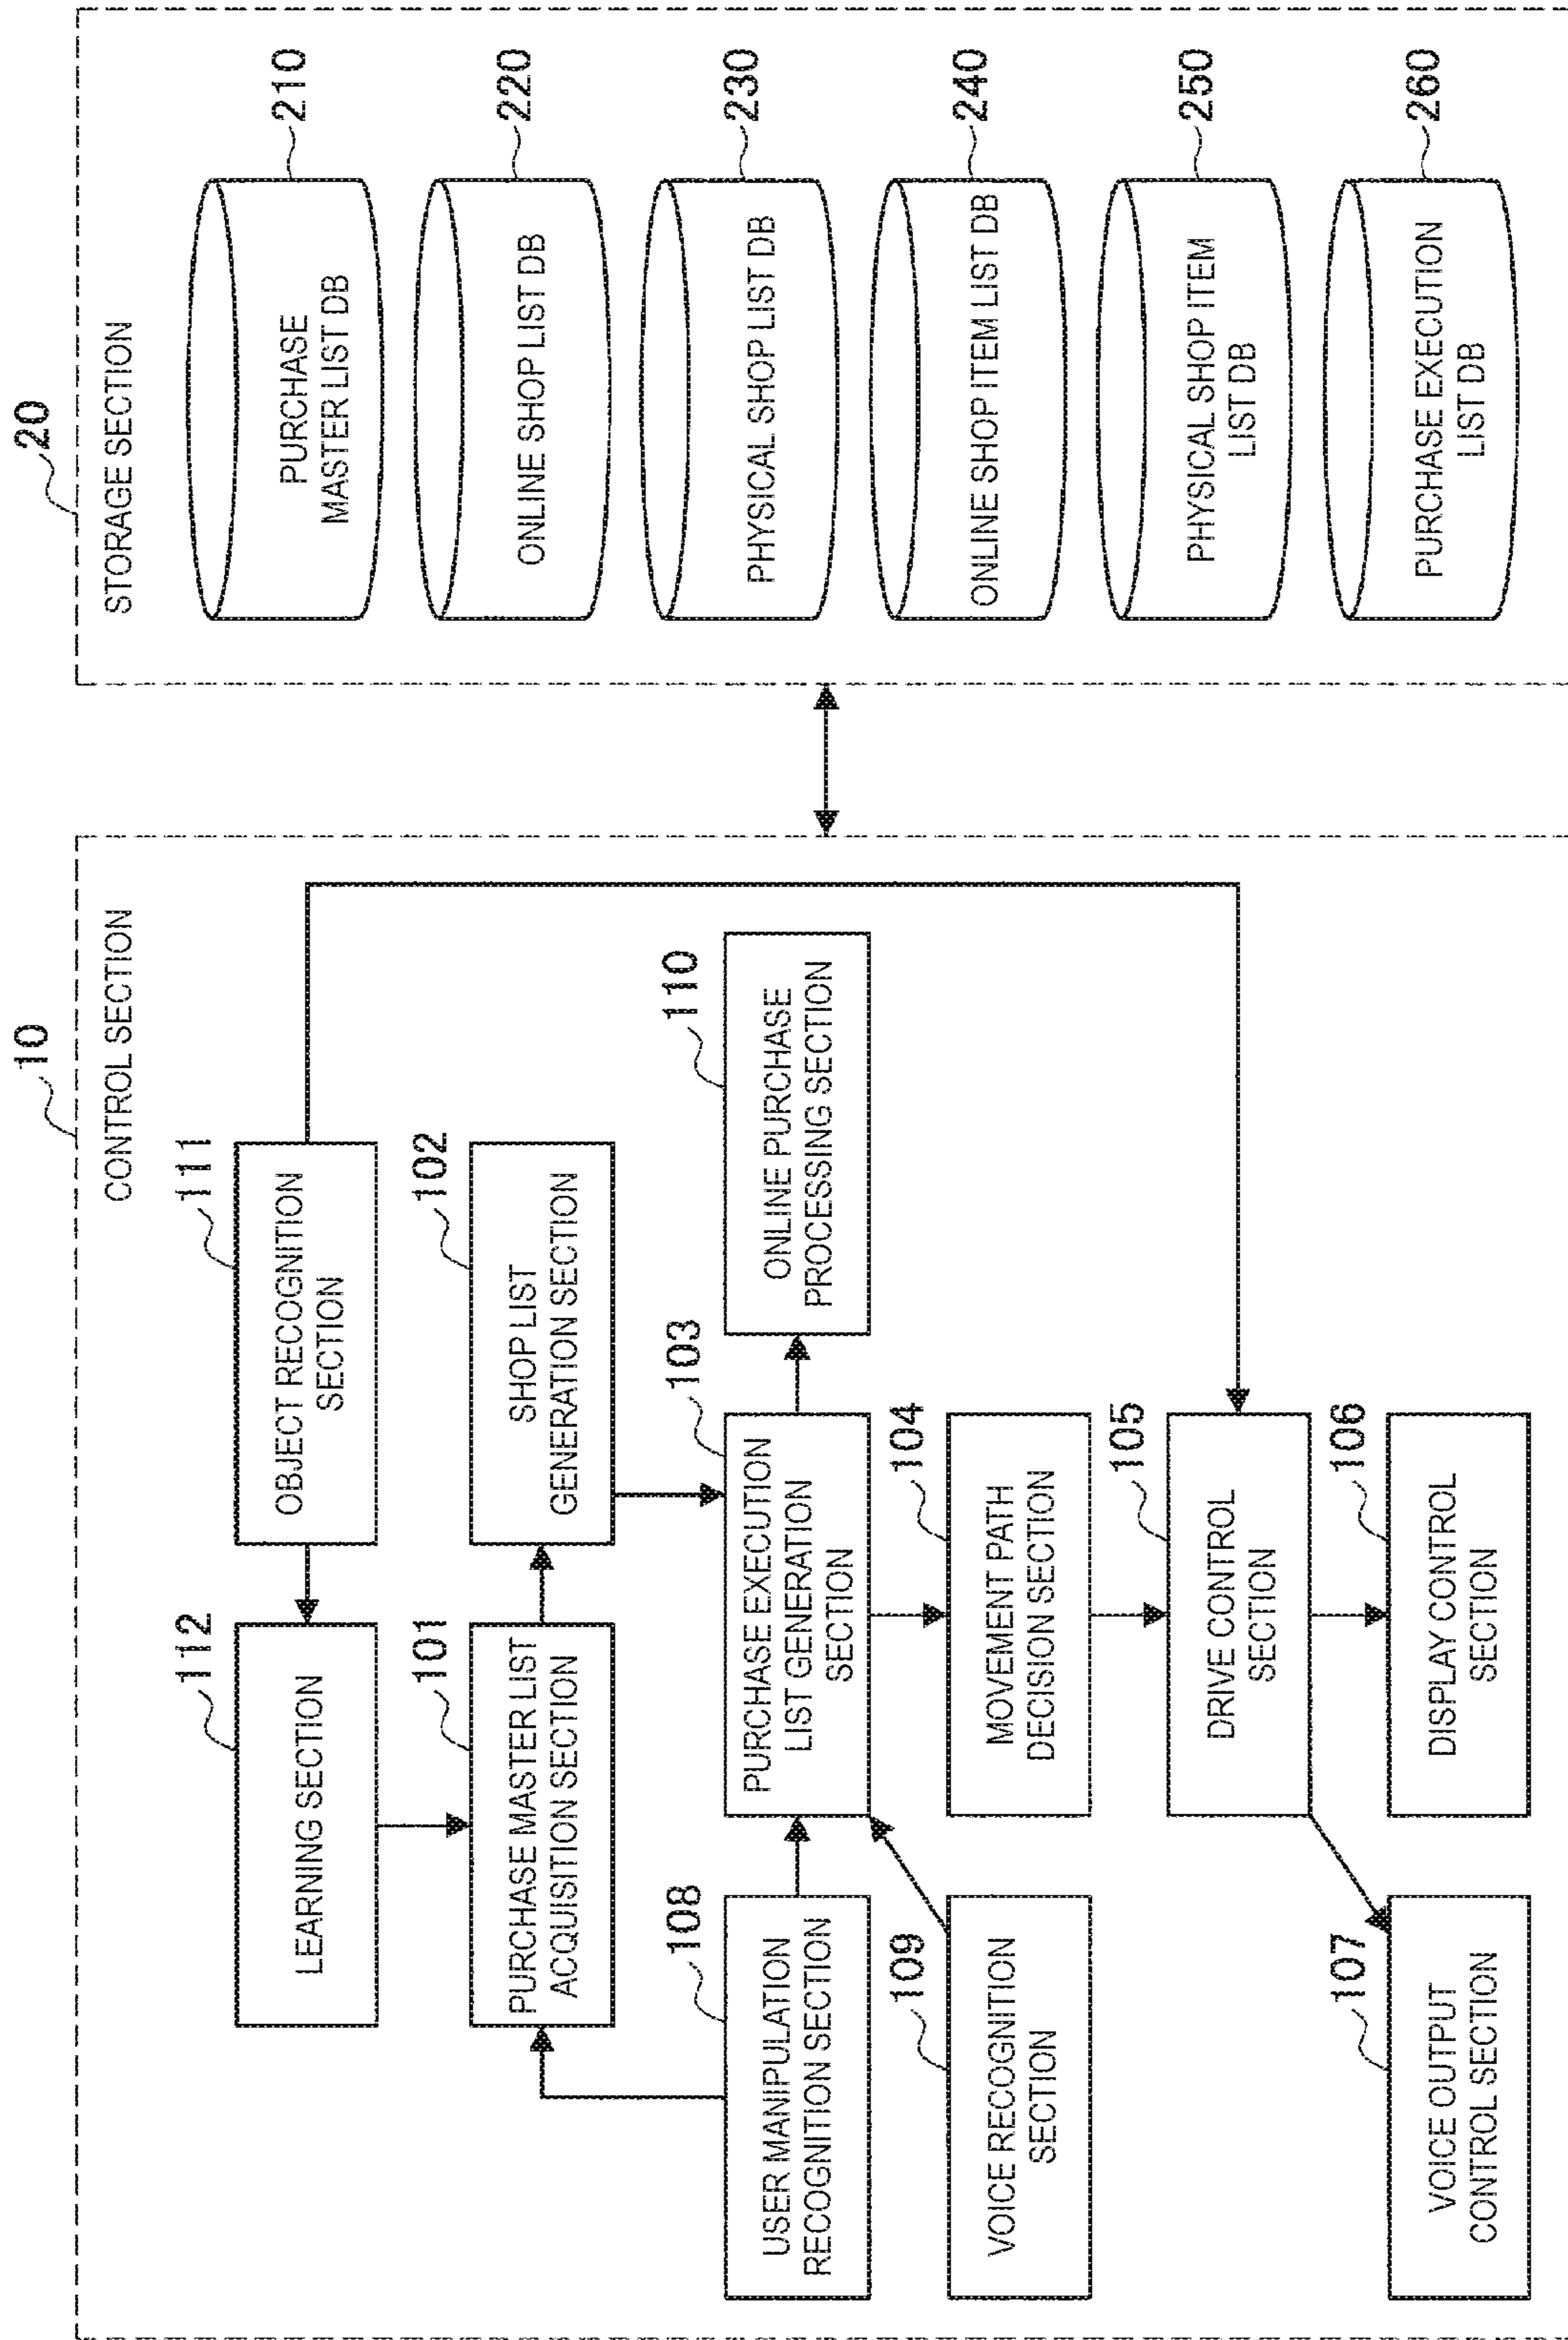 10
CONTROL SECTION
112
LEARNING SECTION
111
OBJECT RECOGNITION
SECTION
101
PURCHASE MASTER LIST
ACQUISITION SECTION
102
SHOP LIST
GENERATION SECTION
108
USER MANIPULATION
RECOGNITION SECTION
103
PURCHASE EXECUTION
LIST GENERATION
SECTION
110
ONLINE PURCHASE
PROCESSING SECTION
109
VOICE RECOGNITION
SECTION
104
MOVEMENT PATH
DECISION SECTION
105
DRIVE CONTROL
SECTION
107
VOICE OUTPUT
CONTROL SECTION
106
DISPLAY CONTROL
SECTION
20
STORAGE SECTION
PURCHASE
MASTER LIST DB
210
ONLINE SHOP LIST DB
220
PHYSICAL SHOP LIST DB
230
ONLINE SHOP ITEM LIST DB
240
PHYSICAL SHOP ITEM
LIST DB
250
PURCHASE EXECUTION
LIST DB
260